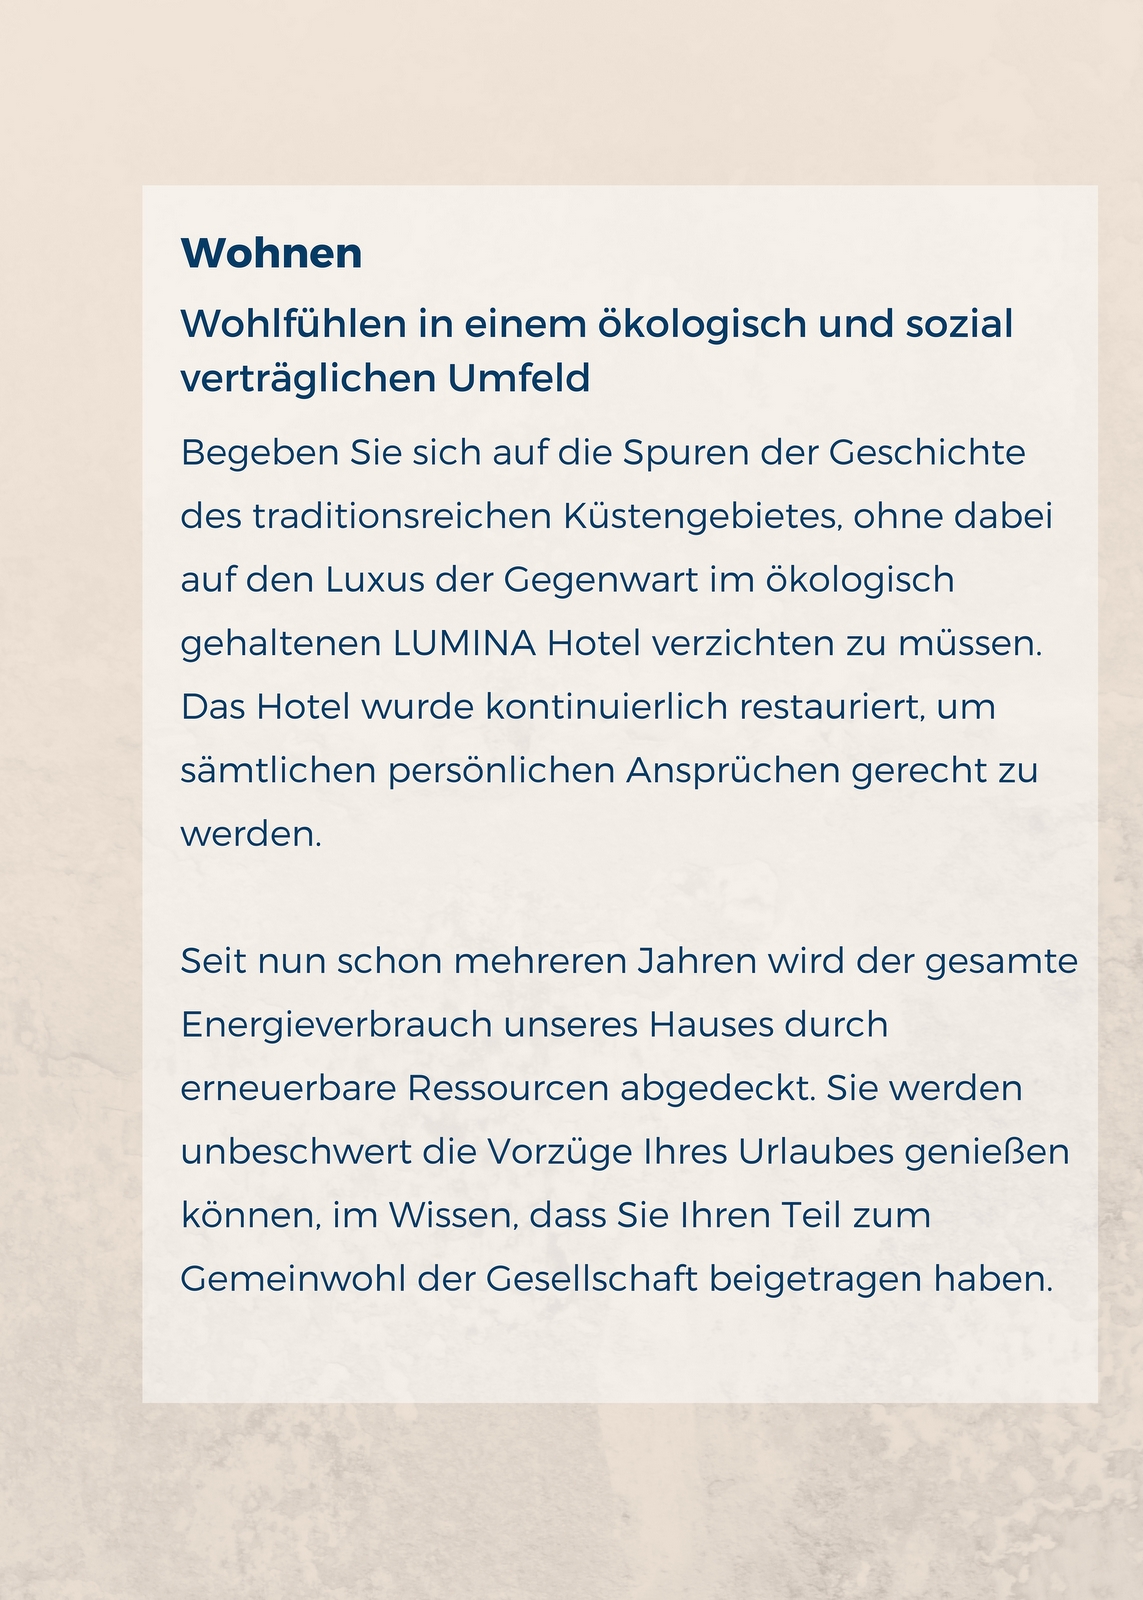 Wohnen
Wohlfühlen in einem ökologisch und sozial
verträglichen Umfeld
Begeben Sie sich auf die Spuren der Geschichte
des traditionsreichen Küstengebietes, ohne dabei
auf den Luxus der Gegenwart im ökologisch
gehaltenen LUMINA Hotel verzichten zu müssen.
Das Hotel wurde kontinuierlich restauriert, um
sämtlichen persönlichen Ansprüchen gerecht zu
werden.
Seit nun schon mehreren Jahren wird der gesamte
Energieverbrauch unseres Hauses durch
erneuerbare Ressourcen abgedeckt. Sie werden
unbeschwert die Vorzüge Ihres Urlaubes genießen
können, im Wissen, dass Sie Ihren Teil zum
Gemeinwohl der Gesellschaft beigetragen haben.